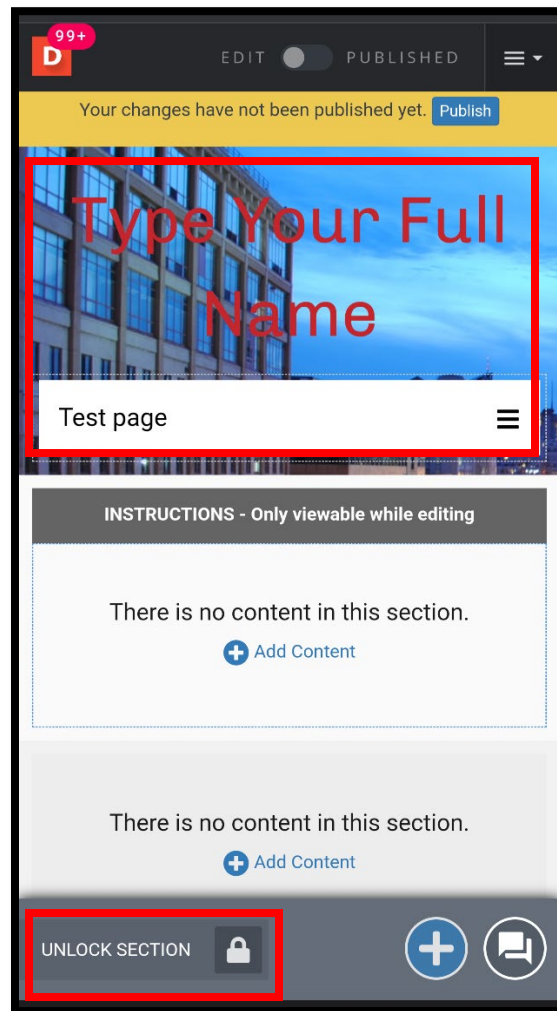 99+
D
EDIT PUBLISHED
Your changes have not been published yet. Publish
Type Your Full
Name
Test page
INSTRUCTIONS - Only viewable while editing
There is no content in this section.
Add Content
There is no content in this section.
Add Content
UNLOCK SECTION